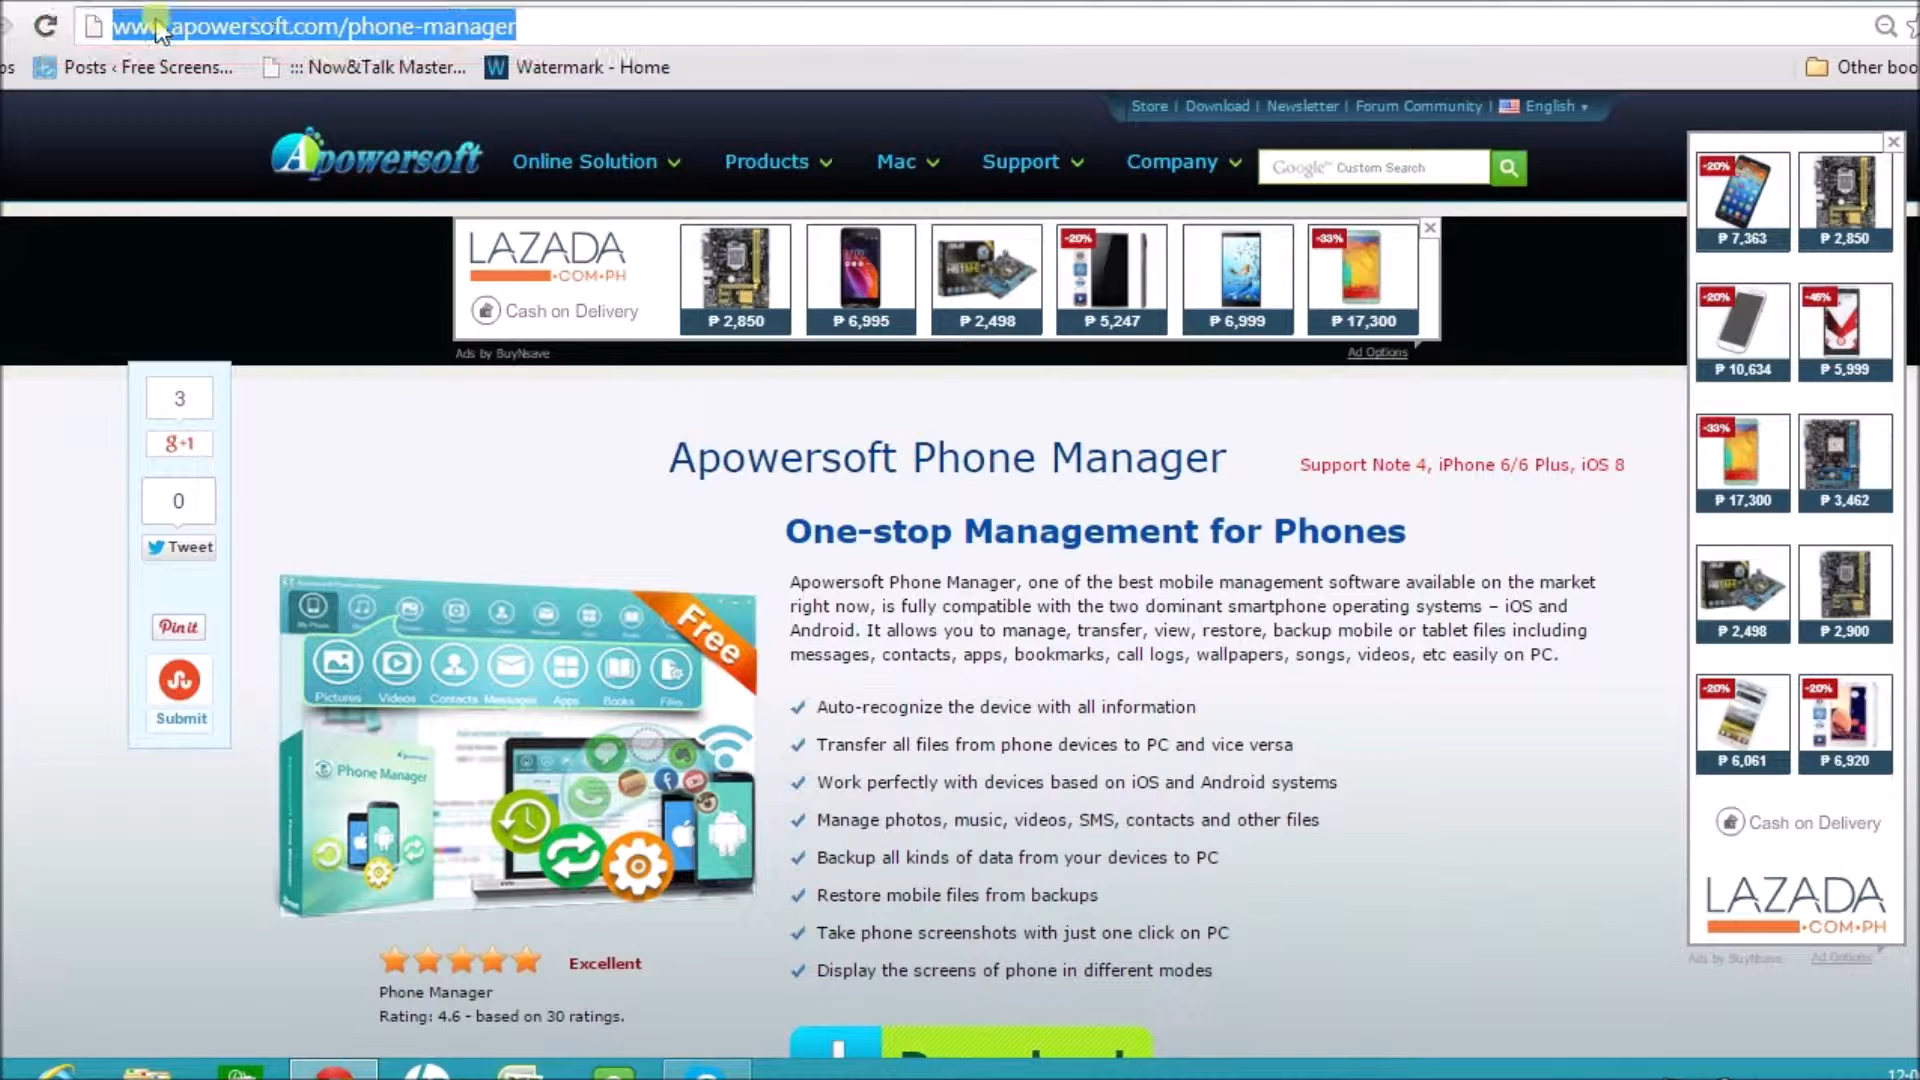 www.apowersoft.com/phone-manager
Posts ‹ Free Screens...
::: Now&Talk Master...
W Watermark - Home
Other boo
Store | Download | Newsletter | Forum Community | English
Apowersoft
Online Solution
Products
Mac
Support
Company
Google™ Custom Search
LAZADA
.COM.PH
Cash on Delivery
₱ 2,850
₱ 6,995
₱ 2,498
-20%
₱ 5,247
₱ 6,999
-33%
₱ 17,300
Ads by BuyNsave
Ad Options
3
g+1
0
Tweet
Pin it
Submit
Apowersoft Phone Manager
Support Note 4, iPhone 6/6 Plus, iOS 8
One-stop Management for Phones
Apowersoft Phone Manager, one of the best mobile management software available on the market
right now, is fully compatible with the two dominant smartphone operating systems – iOS and
Android. It allows you to manage, transfer, view, restore, backup mobile or tablet files including
messages, contacts, apps, bookmarks, call logs, wallpapers, songs, videos, etc easily on PC.
Auto-recognize the device with all information
Transfer all files from phone devices to PC and vice versa
Work perfectly with devices based on iOS and Android systems
Manage photos, music, videos, SMS, contacts and other files
Backup all kinds of data from your devices to PC
Restore mobile files from backups
Take phone screenshots with just one click on PC
Display the screens of phone in different modes
Free
Pictures Videos Contacts Messages Apps Books Files
Phone Manager
Excellent
Phone Manager
Rating: 4.6 - based on 30 ratings.
-20%
₱ 7,363
₱ 2,850
-20%
₱ 10,634
-45%
₱ 5,999
-33%
₱ 17,300
₱ 3,462
₱ 2,498
₱ 2,900
-20%
₱ 6,061
-20%
₱ 6,920
Cash on Delivery
LAZADA
.COM.PH
Ads by BuyNsave
Ad Options